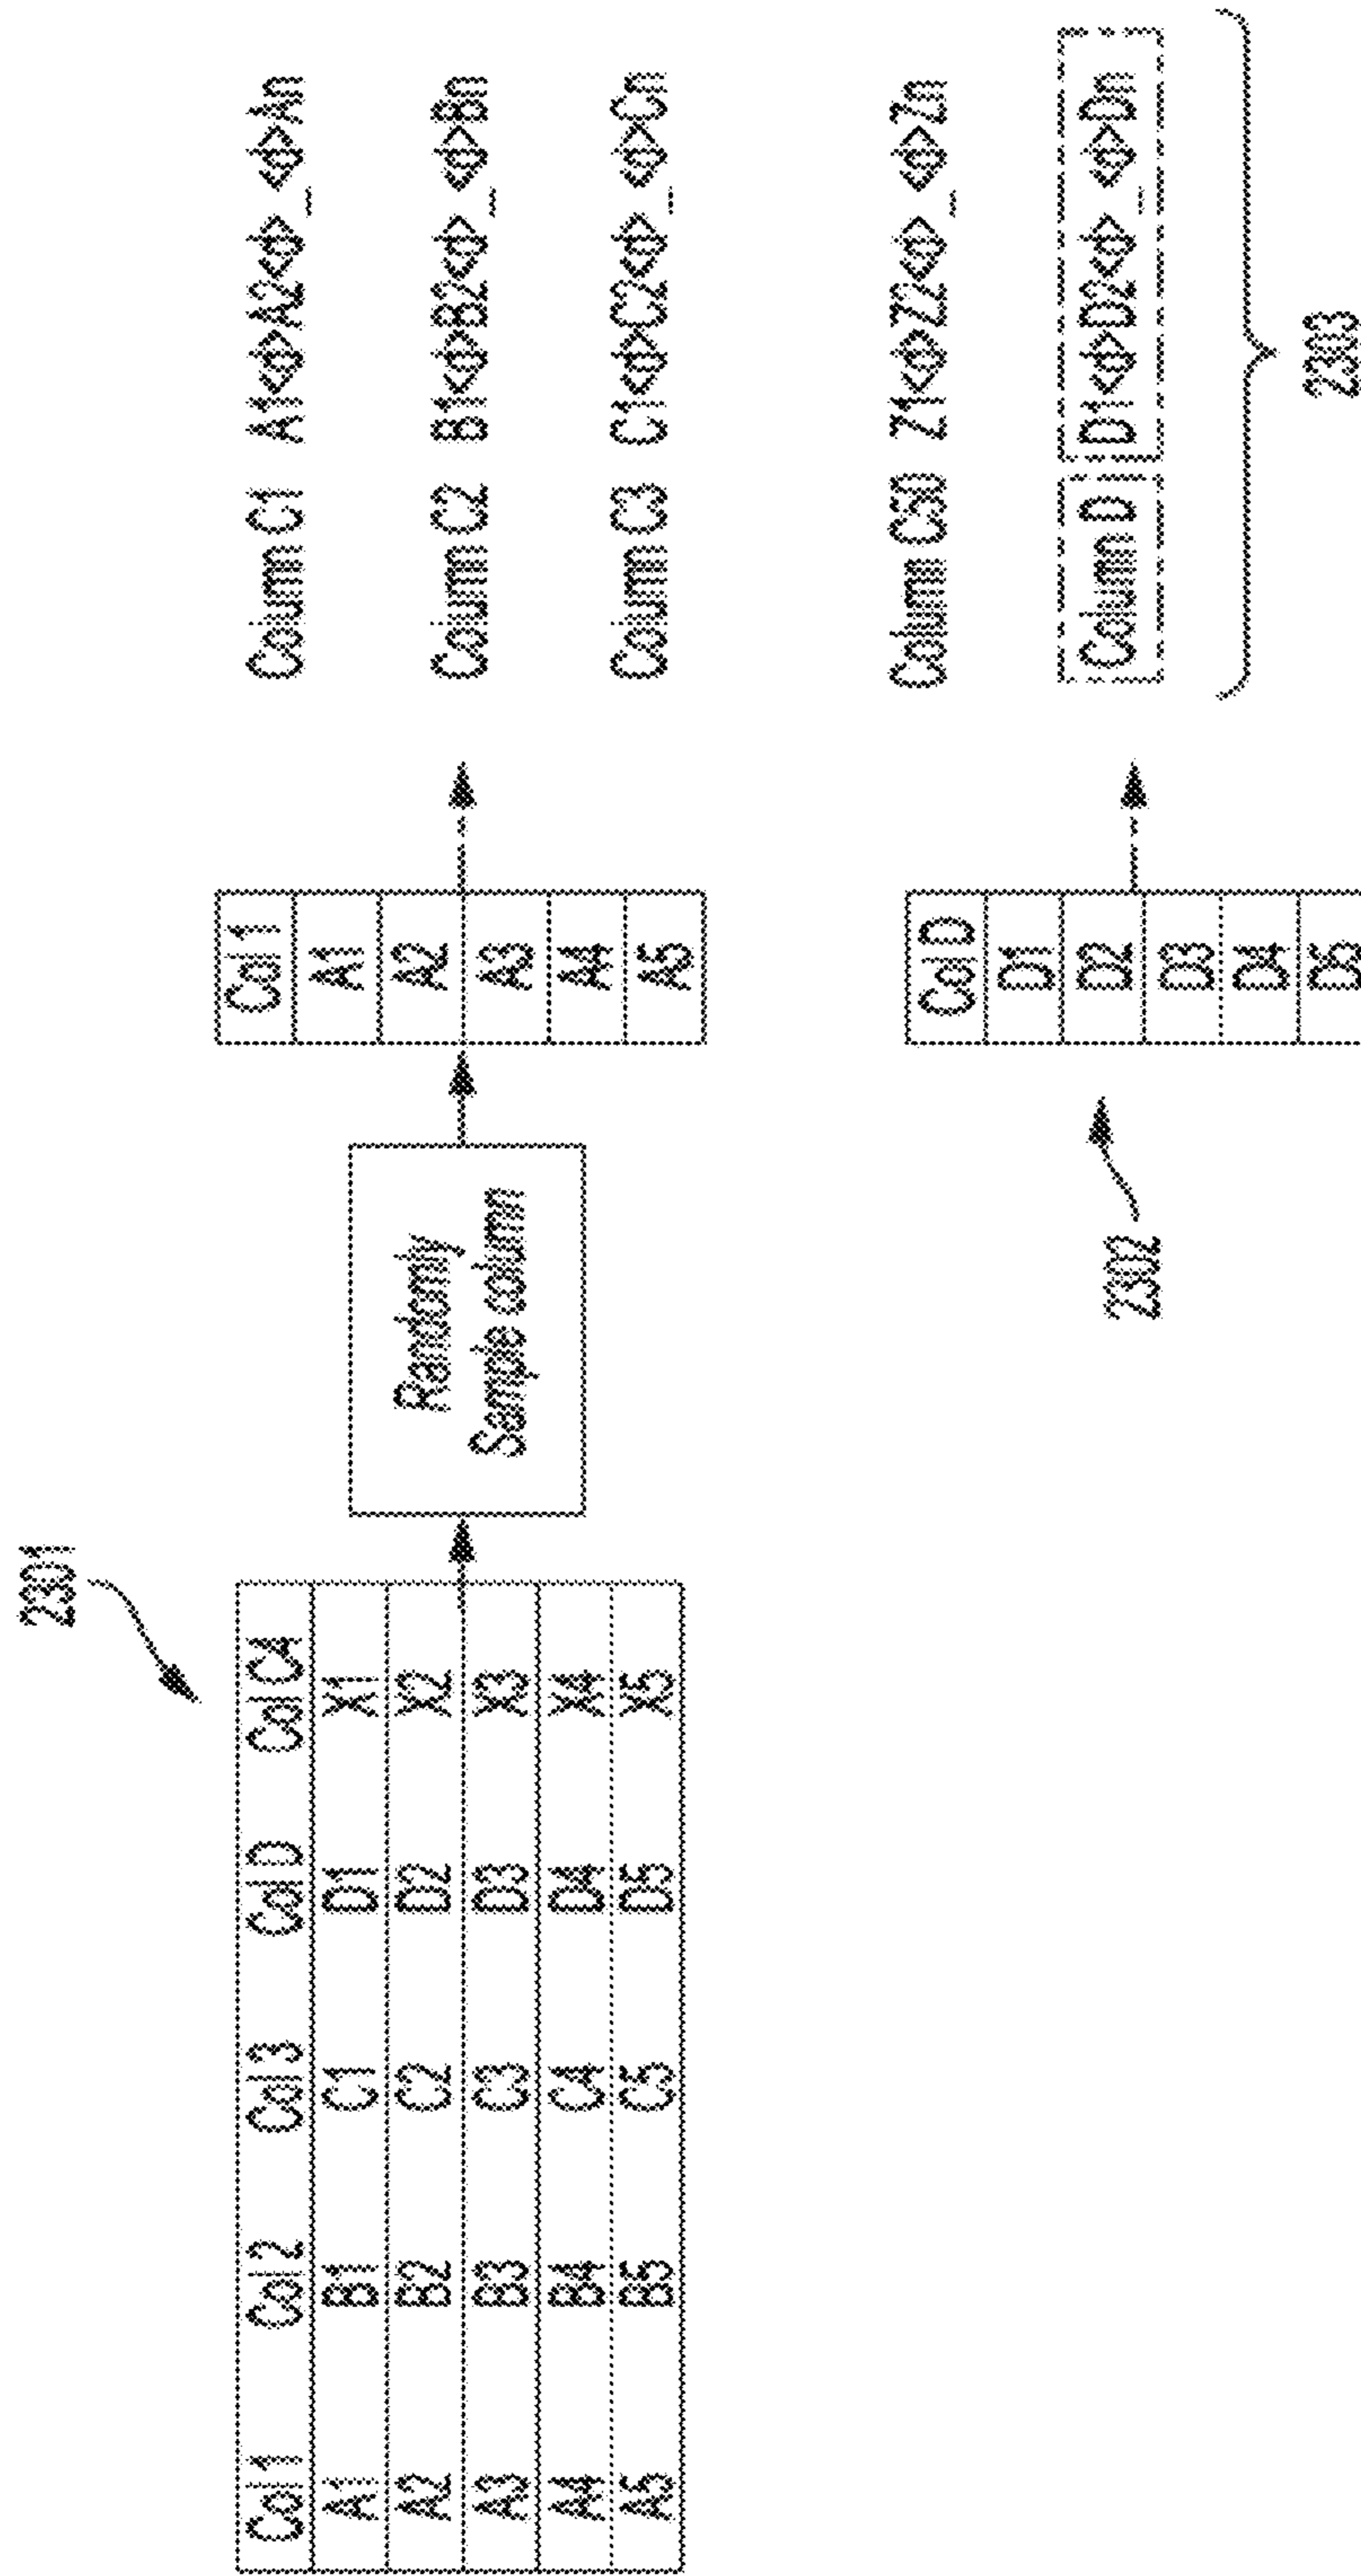 2301
Col 1 Col 2 Col 3 Col D Col C4
A1 B1 C1 D1 X1
A2 B2 C2 D2 X2
A3 B3 C3 D3 X3
A4 B4 C4 D4 X4
A5 B5 C5 D5 X5
Randomly
Sample column
Col 1
A1
A2
A3
A4
A5
Column C1 A1<d>A2<d>_<d>An
Column C2 B1<d>B2<d>_<d>Bn
Column C3 C1<d>C2<d>_<d>Cn
Column C50 Z1<d>Z2<d>_<d>Zn
2302
Col D
D1
D2
D3
D4
D5
Column D D1<d>D2<d>_<d>Dn
2303